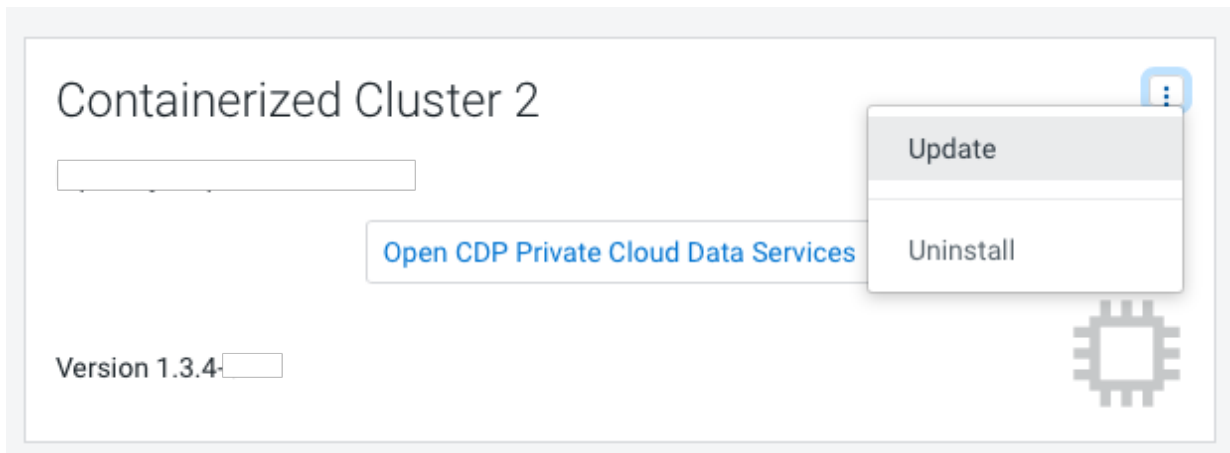 Containerized Cluster 2
Update
Open CDP Private Cloud Data Services
Uninstall
Version 1.3.4-